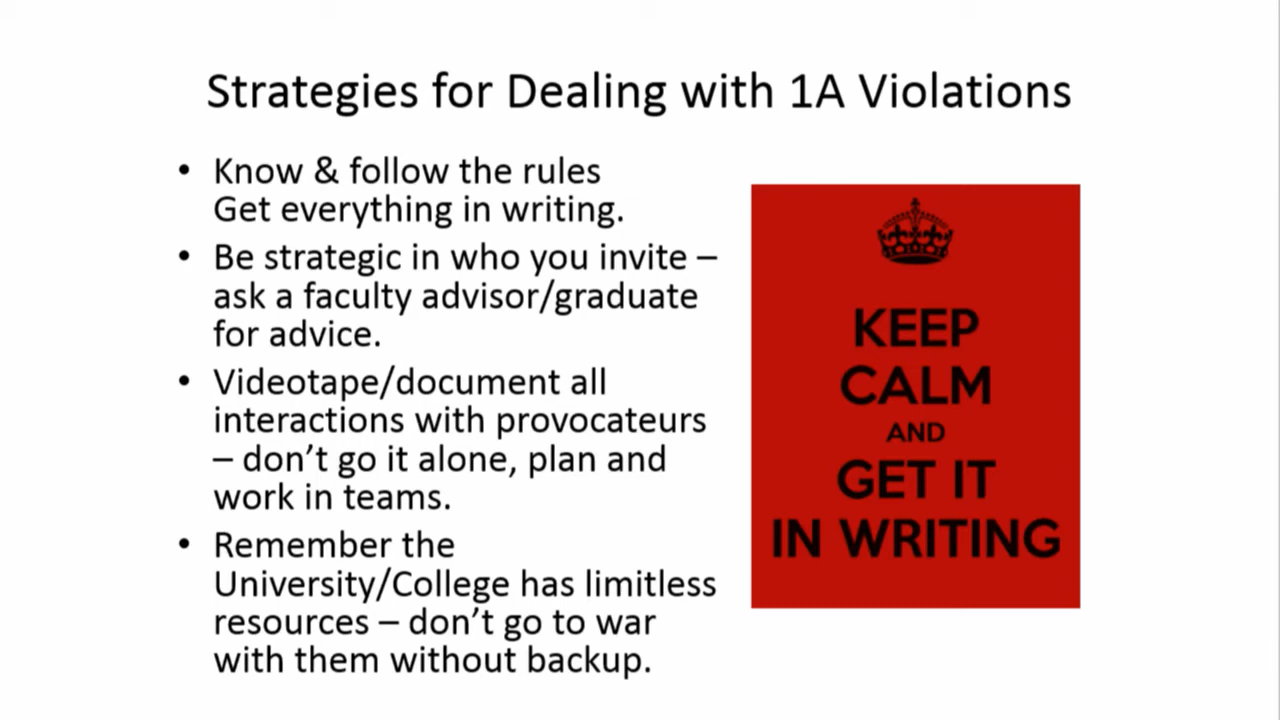 Strategies for Dealing with 1A Violations
• Know & follow the rules
Get everything in writing.
• Be strategic in who you invite –
ask a faculty advisor/graduate
for advice.
• Videotape/document all
interactions with provocateurs
– don’t go it alone, plan and
work in teams.
• Remember the
University/College has limitless
resources – don’t go to war
with them without backup.
KEEP
CALM
AND
GET IT
IN WRITING